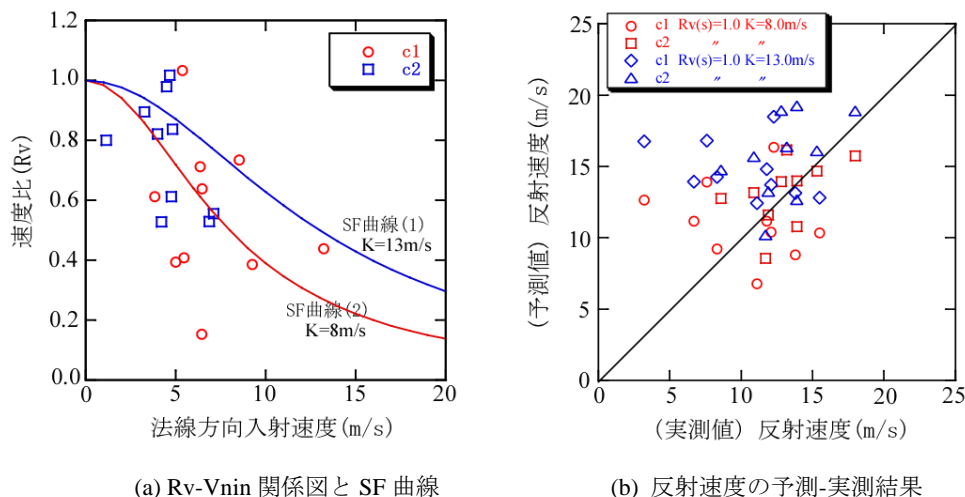 1.2
1.0
0.8
0.6
0.4
0.2
0.0
速度比(Rv)
c1
c2
SF曲線(1)
K=13m/s
SF曲線(2)
K=8m/s
0 5 10 15 20
法線方向入射速度(m/s)
(a) Rv-Vnin 関係図と SF 曲線
25
20
15
10
5
0
(予測値) 反射速度(m/s)
c1 Rv(s)=1.0 K=8.0m/s
c2 〃 〃
c1 Rv(s)=1.0 K=13.0m/s
c2 〃 〃
0 5 10 15 20 25
(実測値) 反射速度(m/s)
(b) 反射速度の予測-実測結果